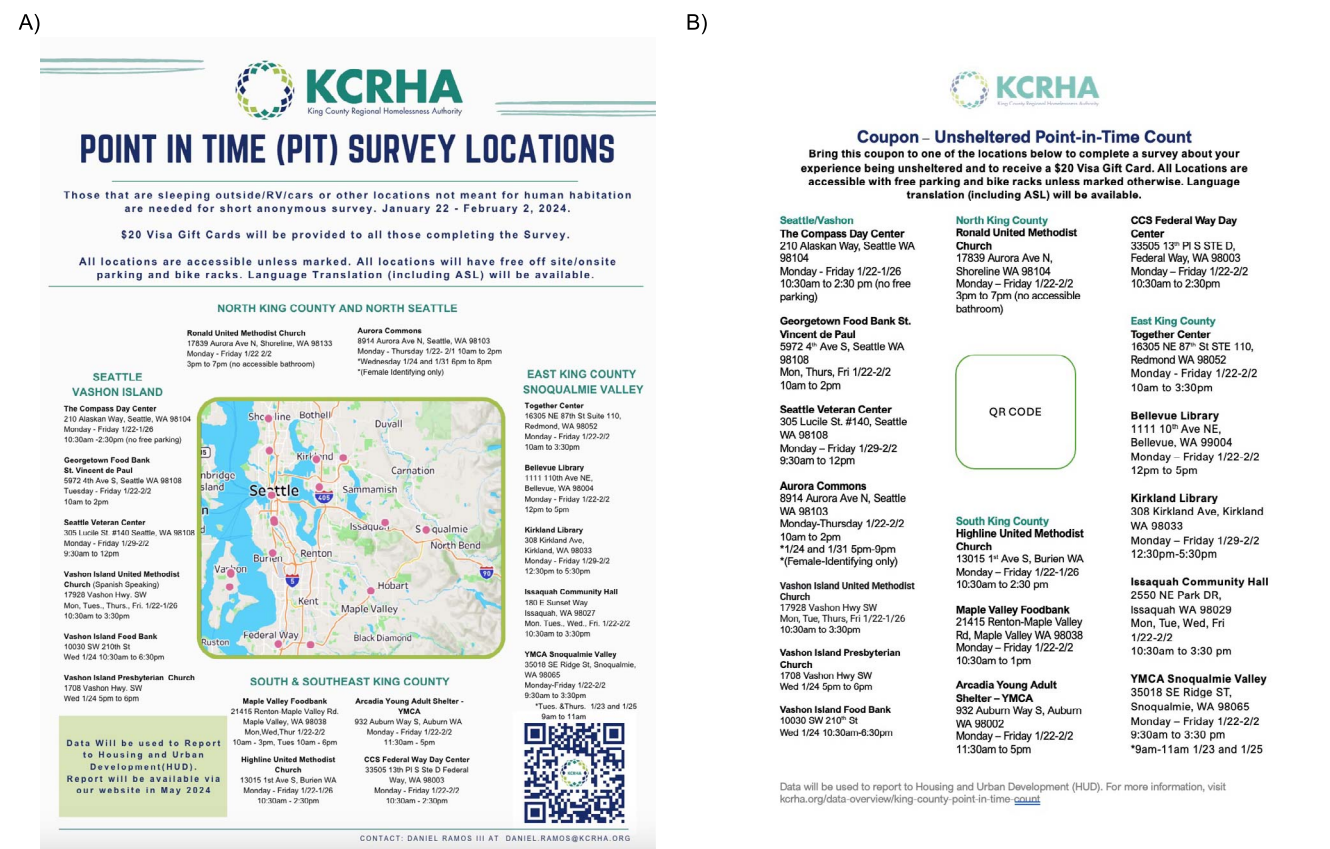 A)
KCRHA
King County Regional Homelessness Authority
POINT IN TIME (PIT) SURVEY LOCATIONS
Those that are sleeping outside/RV/cars or other locations not meant for human habitation
are needed for short anonymous survey. January 22 - February 2, 2024.
$20 Visa Gift Cards will be provided to all those completing the Survey.
All locations are accessible unless marked. All locations will have free off site/onsite
parking and bike racks. Language Translation (including ASL) will be available.
NORTH KING COUNTY AND NORTH SEATTLE
Ronald United Methodist Church
17839 Aurora Ave N, Shoreline, WA 98133
Monday - Friday 1/22 2/2
3pm to 7pm (no accessible bathroom)
Aurora Commons
8914 Aurora Ave N, Seattle, WA 98103
Monday - Thursday 1/22- 2/1 10am to 2pm
*Wednesday 1/24 and 1/31 6pm to 8pm
*(Female Identifying only)
SEATTLE
VASHON ISLAND
The Compass Day Center
210 Alaskan Way, Seattle, WA 98104
Monday - Friday 1/22-1/26
10:30am -2:30pm (no free parking)
Georgetown Food Bank
St. Vincent de Paul
5972 4th Ave S, Seattle, WA 98108
Tuesday - Friday 1/22-2/2
10am to 2pm
Seattle Veteran Center
305 Lucile St. #140 Seattle, WA 98108
Monday - Friday 1/29-2/2
9:30am to 12pm
Vashon Island United Methodist
Church (Spanish Speaking)
17928 Vashon Hwy. SW
Mon, Tues., Thurs., Fri. 1/22-1/26
10:30am to 3:30pm
Vashon Island Food Bank
10030 SW 210th St
Wed 1/24 10:30am to 6:30pm
Vashon Island Presbyterian Church
1708 Vashon Hwy. SW
Wed 1/24 5pm to 6pm
Shoreline
Bothell
Duvall
Kirkland
Carnation
nbridge
sland
Seattle
405
Sammamish
n
Issaquah
Snoqualmie
North Bend
Burien
Renton
Vashon
5
90
Hobart
Kent
Maple Valley
Federal Way
Black Diamond
Ruston
EAST KING COUNTY
SNOQUALMIE VALLEY
Together Center
16305 NE 87th St Suite 110,
Redmond, WA 98052
Monday - Friday 1/22-2/2
10am to 3:30pm
Bellevue Library
1111 110th Ave NE,
Bellevue, WA 98004
Monday - Friday 1/22-2/2
12pm to 5pm
Kirkland Library
308 Kirkland Ave,
Kirkland, WA 98033
Monday - Friday 1/29-2/2
12:30pm to 5:30pm
Issaquah Community Hall
180 E Sunset Way
Issaquah, WA 98027
Mon. Tues., Wed., Fri. 1/22-2/2
10:30am to 3:30pm
YMCA Snoqualmie Valley
35018 SE Ridge St, Snoqualmie,
WA 98065
Monday-Friday 1/22-2/2
9:30am to 3:30pm
*Tues. &Thurs. 1/23 and 1/25
9am to 11am
SOUTH & SOUTHEAST KING COUNTY
Maple Valley Foodbank
21415 Renton-Maple Valley Rd.
Maple Valley, WA 98038
Mon,Wed,Thur 1/22-2/2
10am - 3pm, Tues 10am - 6pm
Highline United Methodist
Church
13015 1st Ave S, Burien WA
Monday - Friday 1/22-1/26
10:30am - 2:30pm
Arcadia Young Adult Shelter -
YMCA
932 Auburn Way S, Auburn WA
Monday - Friday 1/22-2/2
11:30am - 5pm
CCS Federal Way Day Center
33505 13th Pl S Ste D Federal
Way, WA 98003
Monday - Friday 1/22-2/2
10:30am - 2:30pm
Data Will be used to Report
to Housing and Urban
Development(HUD).
Report will be available via
our website in May 2024
KCRHA
CONTACT: DANIEL RAMOS III AT DANIEL.RAMOS@KCRHA.ORG
B)
KCRHA
King County Regional Homelessness Authority
Coupon – Unsheltered Point-in-Time Count
Bring this coupon to one of the locations below to complete a survey about your
experience being unsheltered and to receive a $20 Visa Gift Card. All Locations are
accessible with free parking and bike racks unless marked otherwise. Language
translation (including ASL) will be available.
Seattle/Vashon
The Compass Day Center
210 Alaskan Way, Seattle WA
98104
Monday - Friday 1/22-1/26
10:30am to 2:30 pm (no free
parking)
Georgetown Food Bank St.
Vincent de Paul
5972 4th Ave S, Seattle WA
98108
Mon, Thurs, Fri 1/22-2/2
10am to 2pm
Seattle Veteran Center
305 Lucile St. #140, Seattle
WA 98108
Monday – Friday 1/29-2/2
9:30am to 12pm
Aurora Commons
8914 Aurora Ave N, Seattle
WA 98103
Monday-Thursday 1/22-2/1
10am to 2pm
*1/24 and 1/31 5pm-9pm
*(Female-Identifying only)
Vashon Island United Methodist
Church
17928 Vashon Hwy SW
Mon, Tue, Thurs, Fri 1/22-1/26
10:30am to 3:30pm
Vashon Island Presbyterian
Church
1708 Vashon Hwy SW
Wed 1/24 5pm to 6pm
Vashon Island Food Bank
10030 SW 210th St
Wed 1/24 10:30am-6:30pm
North King County
Ronald United Methodist
Church
17839 Aurora Ave N,
Shoreline WA 98104
Monday – Friday 1/22-2/2
3pm to 7pm (no accessible
bathroom)
QR CODE
South King County
Highline United Methodist
Church
13015 1st Ave S, Burien WA
Monday – Friday 1/22-1/26
10:30am to 2:30 pm
Maple Valley Foodbank
21415 Renton-Maple Valley
Rd, Maple Valley WA 98038
Monday – Friday 1/22-2/2
10:30am to 1pm
Arcadia Young Adult
Shelter – YMCA
932 Auburn Way S, Auburn
WA 98002
Monday – Friday 1/22-2/2
11:30am to 5pm
CCS Federal Way Day
Center
33505 13th Pl S STE D,
Federal Way, WA 98003
Monday – Friday 1/22-2/2
10:30am to 2:30pm
East King County
Together Center
16305 NE 87th St STE 110,
Redmond WA 98052
Monday - Friday 1/22-2/2
10am to 3:30pm
Bellevue Library
1111 10th Ave NE,
Bellevue, WA 99004
Monday – Friday 1/22-2/2
12pm to 5pm
Kirkland Library
308 Kirkland Ave, Kirkland
WA 98033
Monday – Friday 1/29-2/2
12:30pm-5:30pm
Issaquah Community Hall
2550 NE Park DR,
Issaquah WA 98029
Mon, Tue, Wed, Fri
1/22-2/2
10:30am to 3:30 pm
YMCA Snoqualmie Valley
35018 SE Ridge ST,
Snoqualmie, WA 98065
Monday – Friday 1/22-2/2
9:30am to 3:30pm
*9am-11am 1/23 and 1/25
Data will be used to report to Housing and Urban Development (HUD). For more information, visit
kcrha.org/data-overview/king-county-point-in-time-count